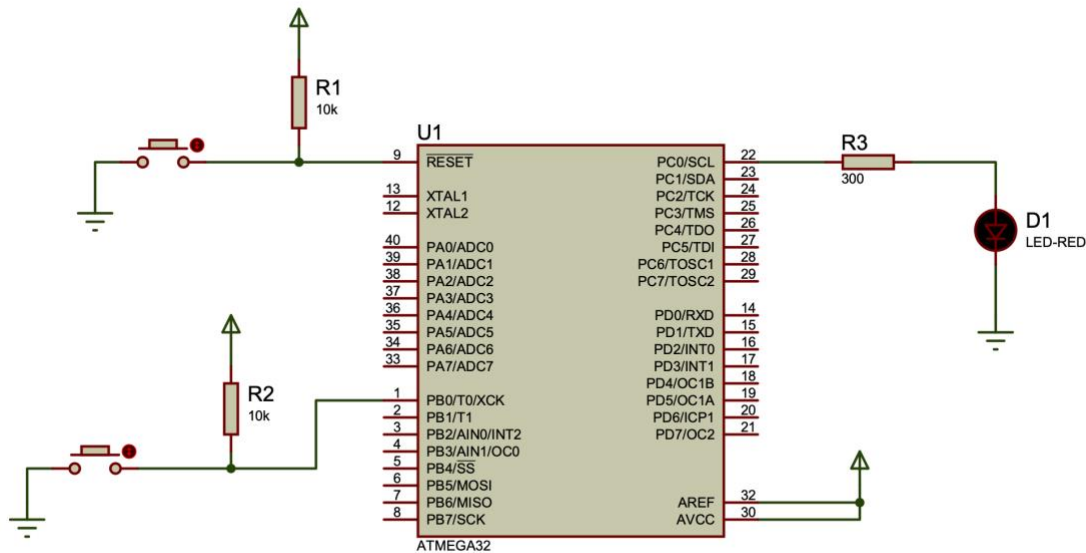 R1
10k
U1
9 RESET
13 XTAL1
12 XTAL2
40 PA0/ADC0
39 PA1/ADC1
38 PA2/ADC2
37 PA3/ADC3
36 PA4/ADC4
35 PA5/ADC5
34 PA6/ADC6
33 PA7/ADC7
1 PB0/T0/XCK
2 PB1/T1
3 PB2/AIN0/INT2
4 PB3/AIN1/OC0
5 PB4/SS
6 PB5/MOSI
7 PB6/MISO
8 PB7/SCK
PC0/SCL 22
PC1/SDA 23
PC2/TCK 24
PC3/TMS 25
PC4/TDO 26
PC5/TDI 27
PC6/TOSC1 28
PC7/TOSC2 29
PD0/RXD 14
PD1/TXD 15
PD2/INT0 16
PD3/INT1 17
PD4/OC1B 18
PD5/OC1A 19
PD6/ICP1 20
PD7/OC2 21
AREF 32
AVCC 30
ATMEGA32
R3
300
D1
LED-RED
R2
10k